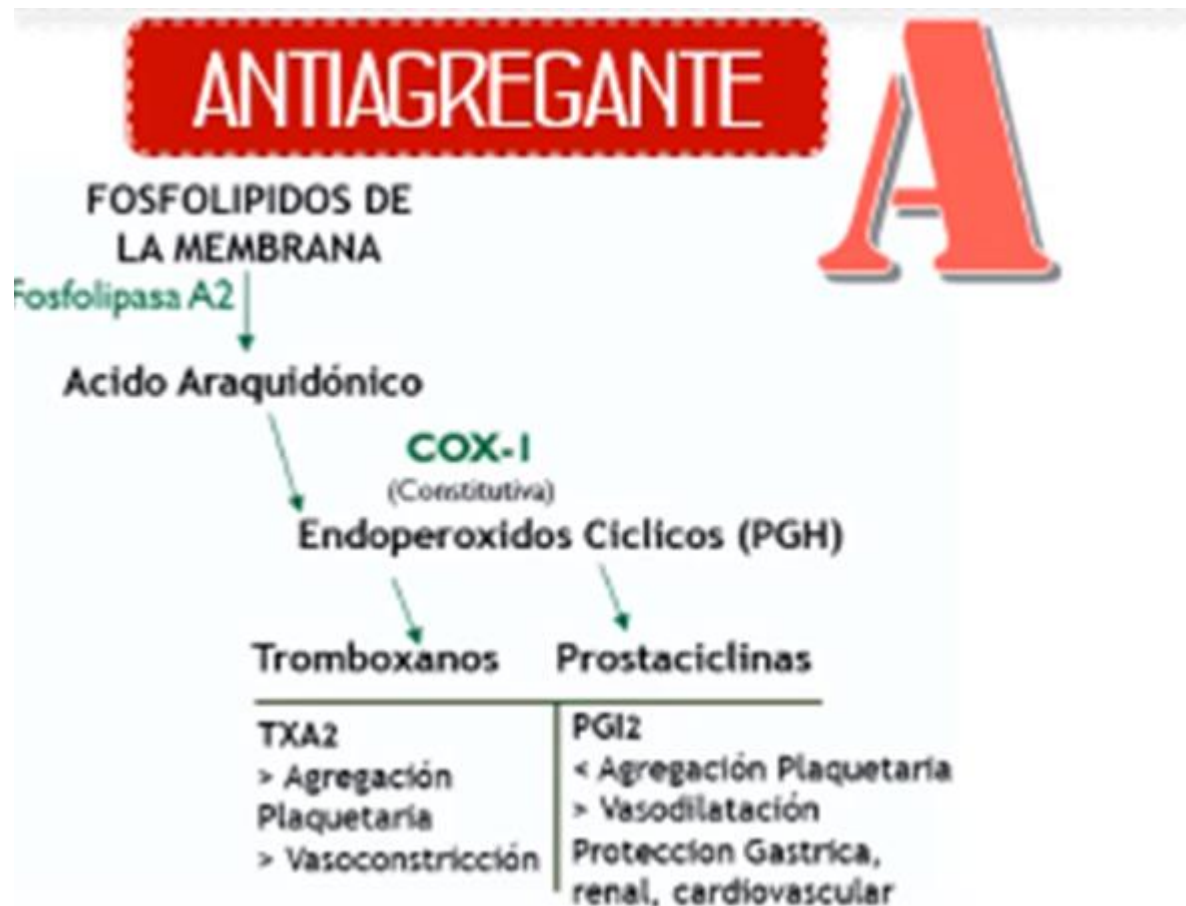 ANTIAGREGANTE
A
FOSFOLIPIDOS DE
LA MEMBRANA
Fosfolipasa A2
Acido Araquidónico
COX-1
(Constitutiva)
Endoperoxidos Ciclicos (PGH)
Tromboxanos
Prostaciclinas
TXA2
> Agregación
Plaquetaria
> Vasoconstricción
PGI2
< Agregación Plaquetaria
> Vasodilatación
Proteccion Gastrica,
renal, cardiovascular